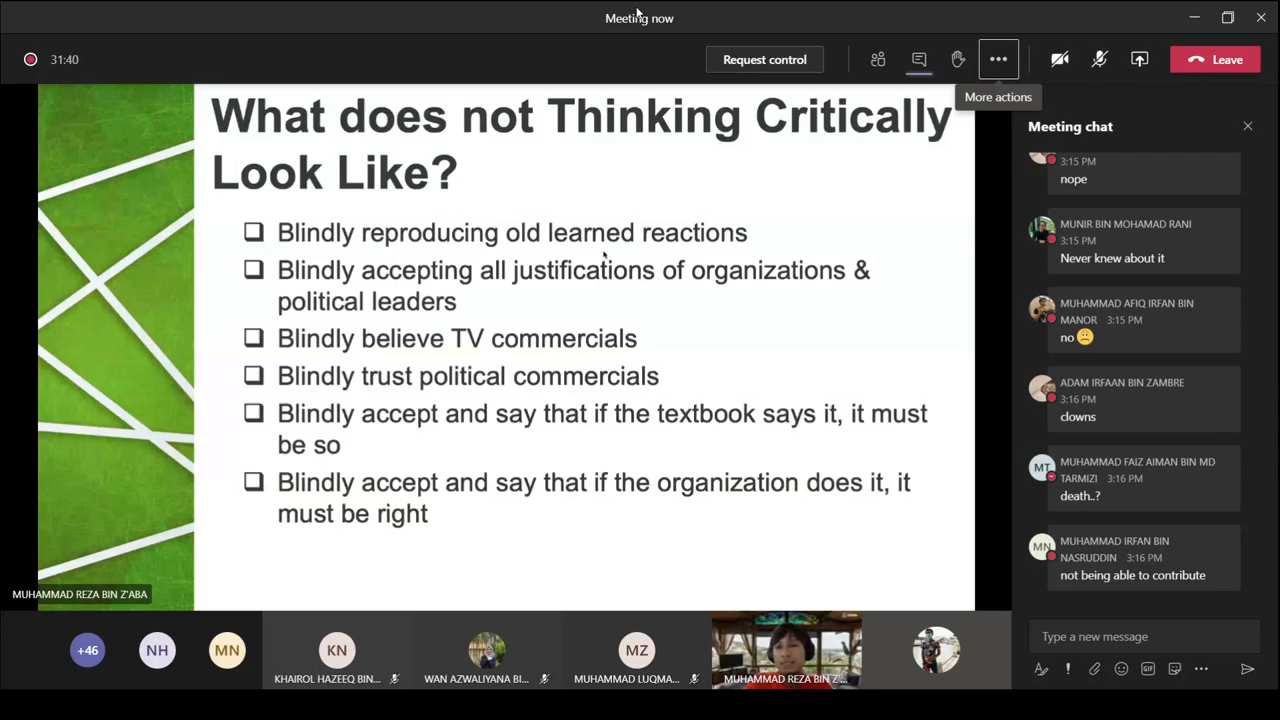 Meeting now
31:40
Request control
Leave
More actions
What does not Thinking Critically
Look Like?
Blindly reproducing old learned reactions
Blindly accepting all justifications of organizations &
political leaders
Blindly believe TV commercials
Blindly trust political commercials
Blindly accept and say that if the textbook says it, it must
be so
Blindly accept and say that if the organization does it, it
must be right
MUHAMMAD REZA BIN Z'ABA
+46
NH
MN
KN
KHAIROL HAZEEQ BIN...
WAN AZWALIYANA BI...
MZ
MUHAMMAD LUQMA...
MUHAMMAD REZA BIN Z'...
Meeting chat
3:15 PM
nope
MUNIR BIN MOHAMAD RANI
3:15 PM
Never knew about it
MUHAMMAD AFIQ IRFAN BIN
MANOR 3:15 PM
no 🙁
ADAM IRFAAN BIN ZAMBRE
3:16 PM
clowns
MT
MUHAMMAD FAIZ AIMAN BIN MD
TARMIZI 3:16 PM
death..?
MN
MUHAMMAD IRFAN BIN
NASRUDDIN 3:16 PM
not being able to contribute
Type a new message
GIF